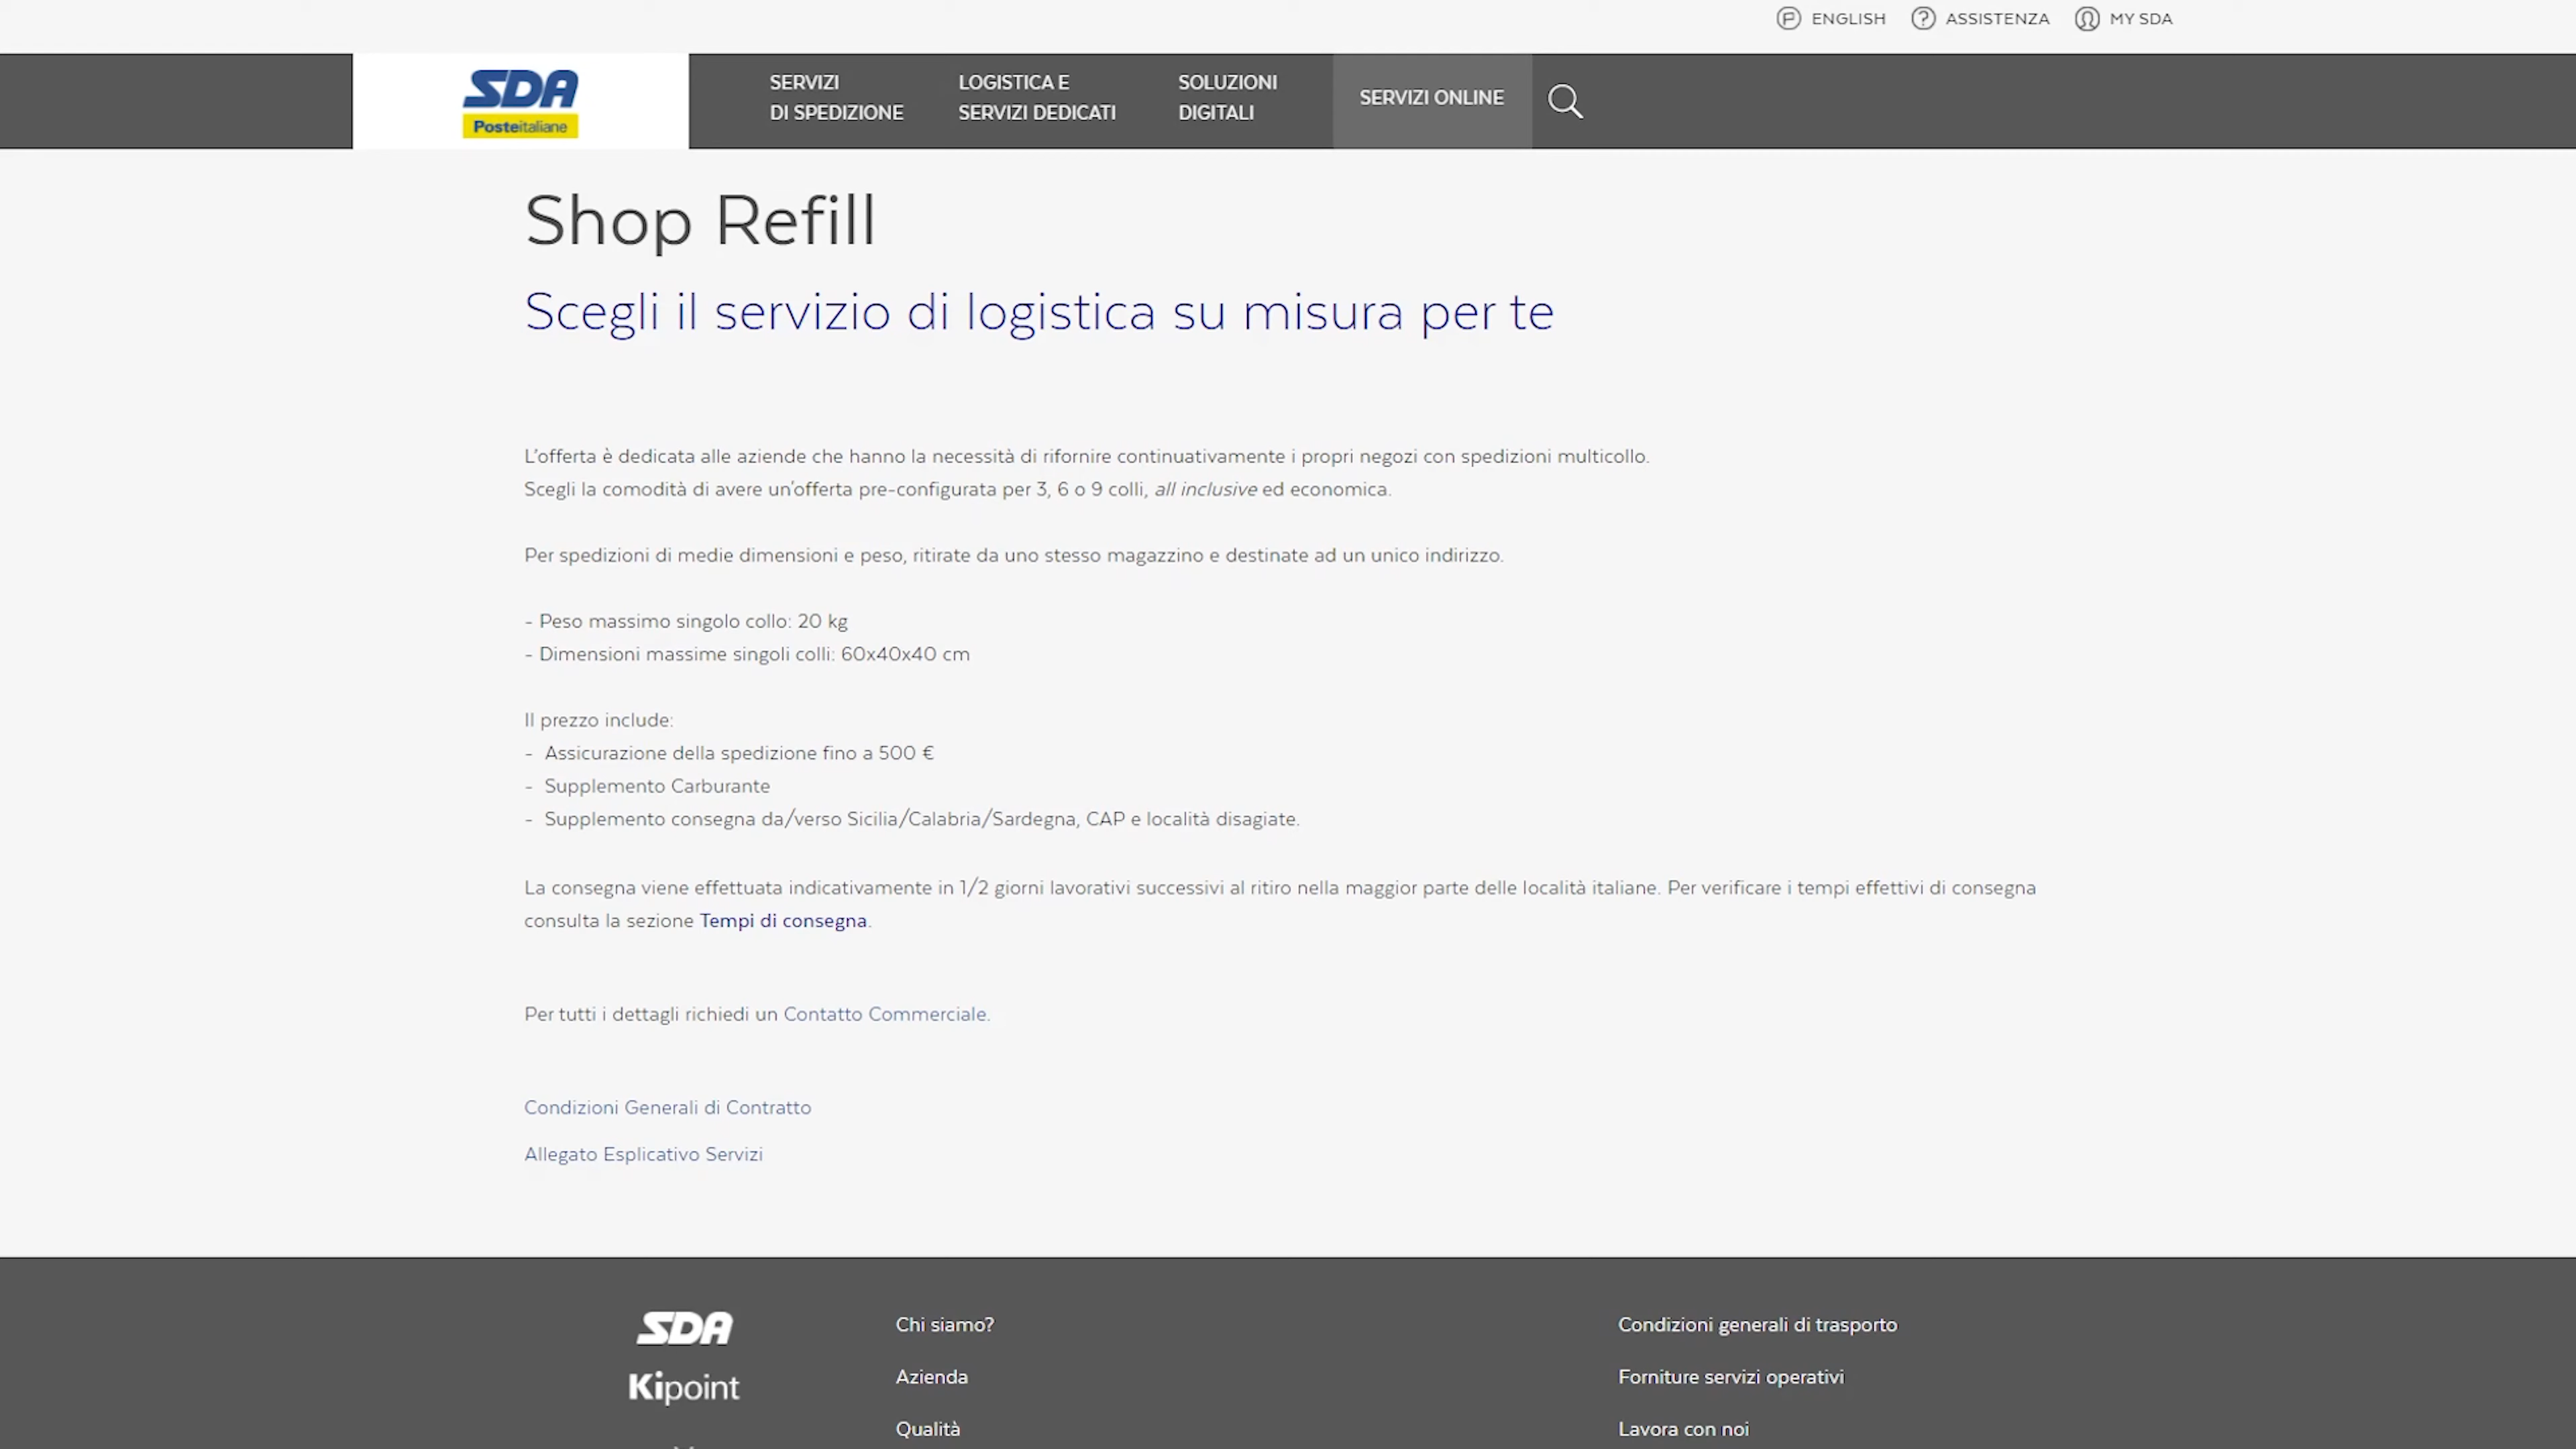 ENGLISH ASSISTENZA MY SDA
SDA
Posteitaliane
SERVIZI
DI SPEDIZIONE
LOGISTICA E
SERVIZI DEDICATI
SOLUZIONI
DIGITALI
SERVIZI ONLINE
Shop Refill
Scegli il servizio di logistica su misura per te
L'offerta è dedicata alle aziende che hanno la necessità di rifornire continuativamente i propri negozi con spedizioni multicollo.
Scegli la comodità di avere un'offerta pre-configurata per 3, 6 o 9 colli, all inclusive ed economica.
Per spedizioni di medie dimensioni e peso, ritirate da uno stesso magazzino e destinate ad un unico indirizzo.
- Peso massimo singolo collo: 20 kg
- Dimensioni massime singoli colli: 60x40x40 cm
Il prezzo include:
- Assicurazione della spedizione fino a 500 €
- Supplemento Carburante
- Supplemento consegna da/verso Sicilia/Calabria/Sardegna, CAP e località disagiate.
La consegna viene effettuata indicativamente in 1/2 giorni lavorativi successivi al ritiro nella maggior parte delle località italiane. Per verificare i tempi effettivi di consegna
consulta la sezione Tempi di consegna.
Per tutti i dettagli richiedi un Contatto Commerciale.
Condizioni Generali di Contratto
Allegato Esplicativo Servizi
SDA
Kipoint
Chi siamo?
Azienda
Qualità
Condizioni generali di trasporto
Forniture servizi operativi
Lavora con noi